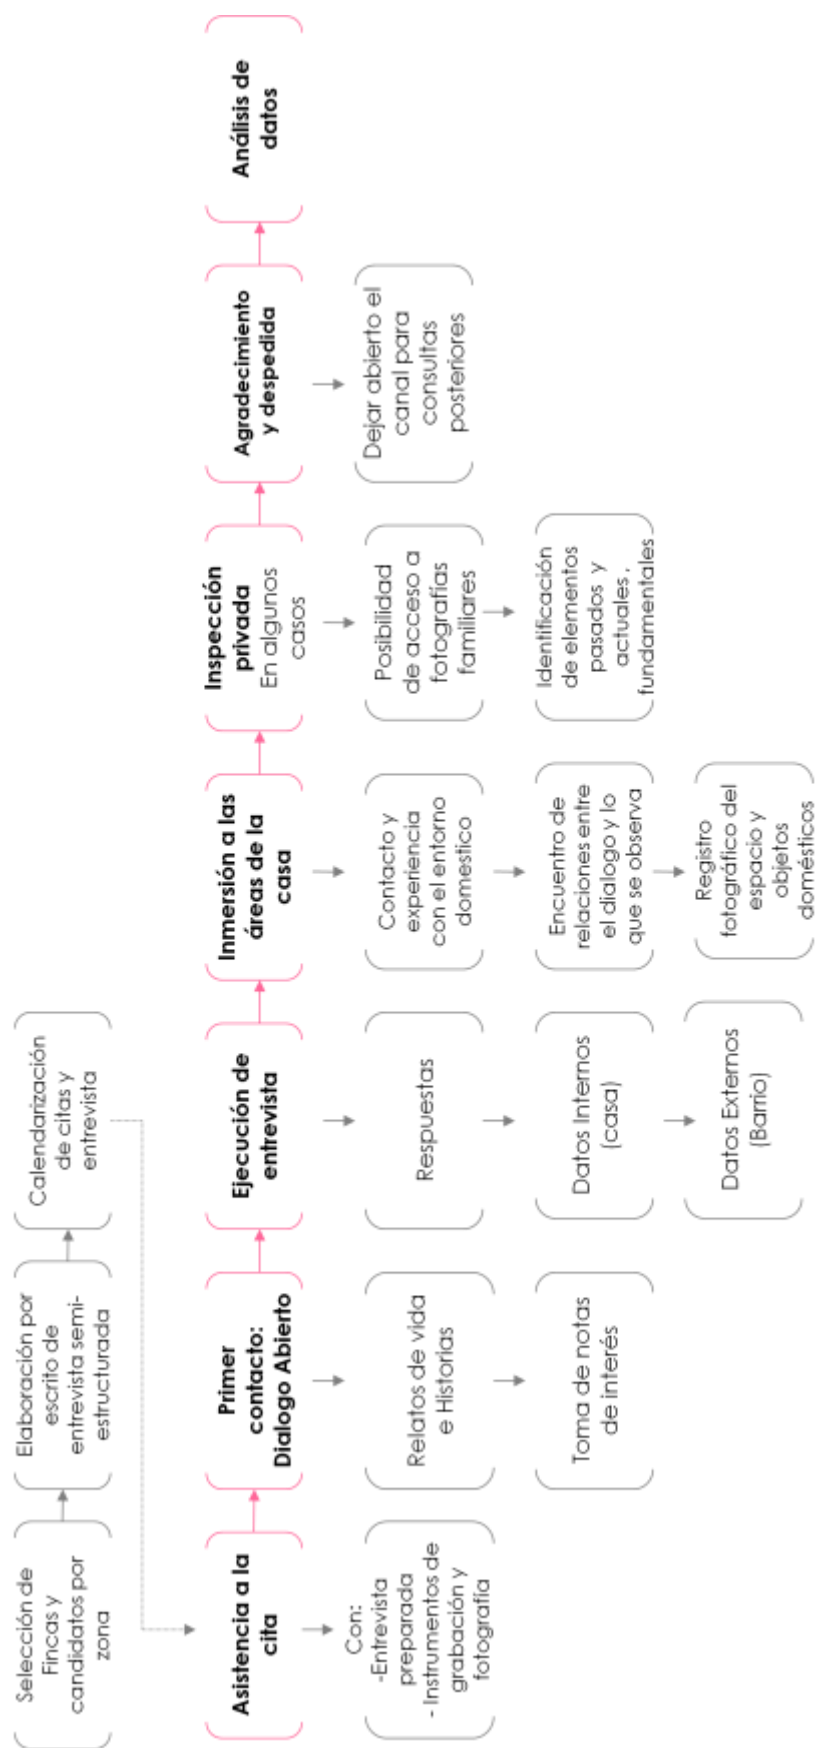 Selección de
Fincas y
candidatos por
zona
Elaboración por
escrito de
entrevista semi-
estructurada
Calendarización
de citas y
entrevista
Asistencia a la
cita
Primer
contacto:
Dialogo Abierto
Ejecución de
entrevista
Inmersión a las
áreas de la
casa
Inspección
privada
En algunos
casos
Agradecimiento
y despedida
Análisis de
datos
Con:
-Entrevista
preparada
- Instrumentos de
grabación y
fotografía
Relatos de vida
e Historias
Respuestas
Contacto y
experiencia
con el entorno
domestico
Posibilidad
de acceso a
fotografías
familiares
Dejar abierto el
canal para
consultas
posteriores
Toma de notas
de interés
Datos Internos
(casa)
Encuentro de
relaciones entre
el dialogo y lo
que se observa
Identificación
de elementos
pasados y
actuales ,
fundamentales
Datos Externos
(Barrio)
Registro
fotográfico del
espacio y
objetos
domésticos